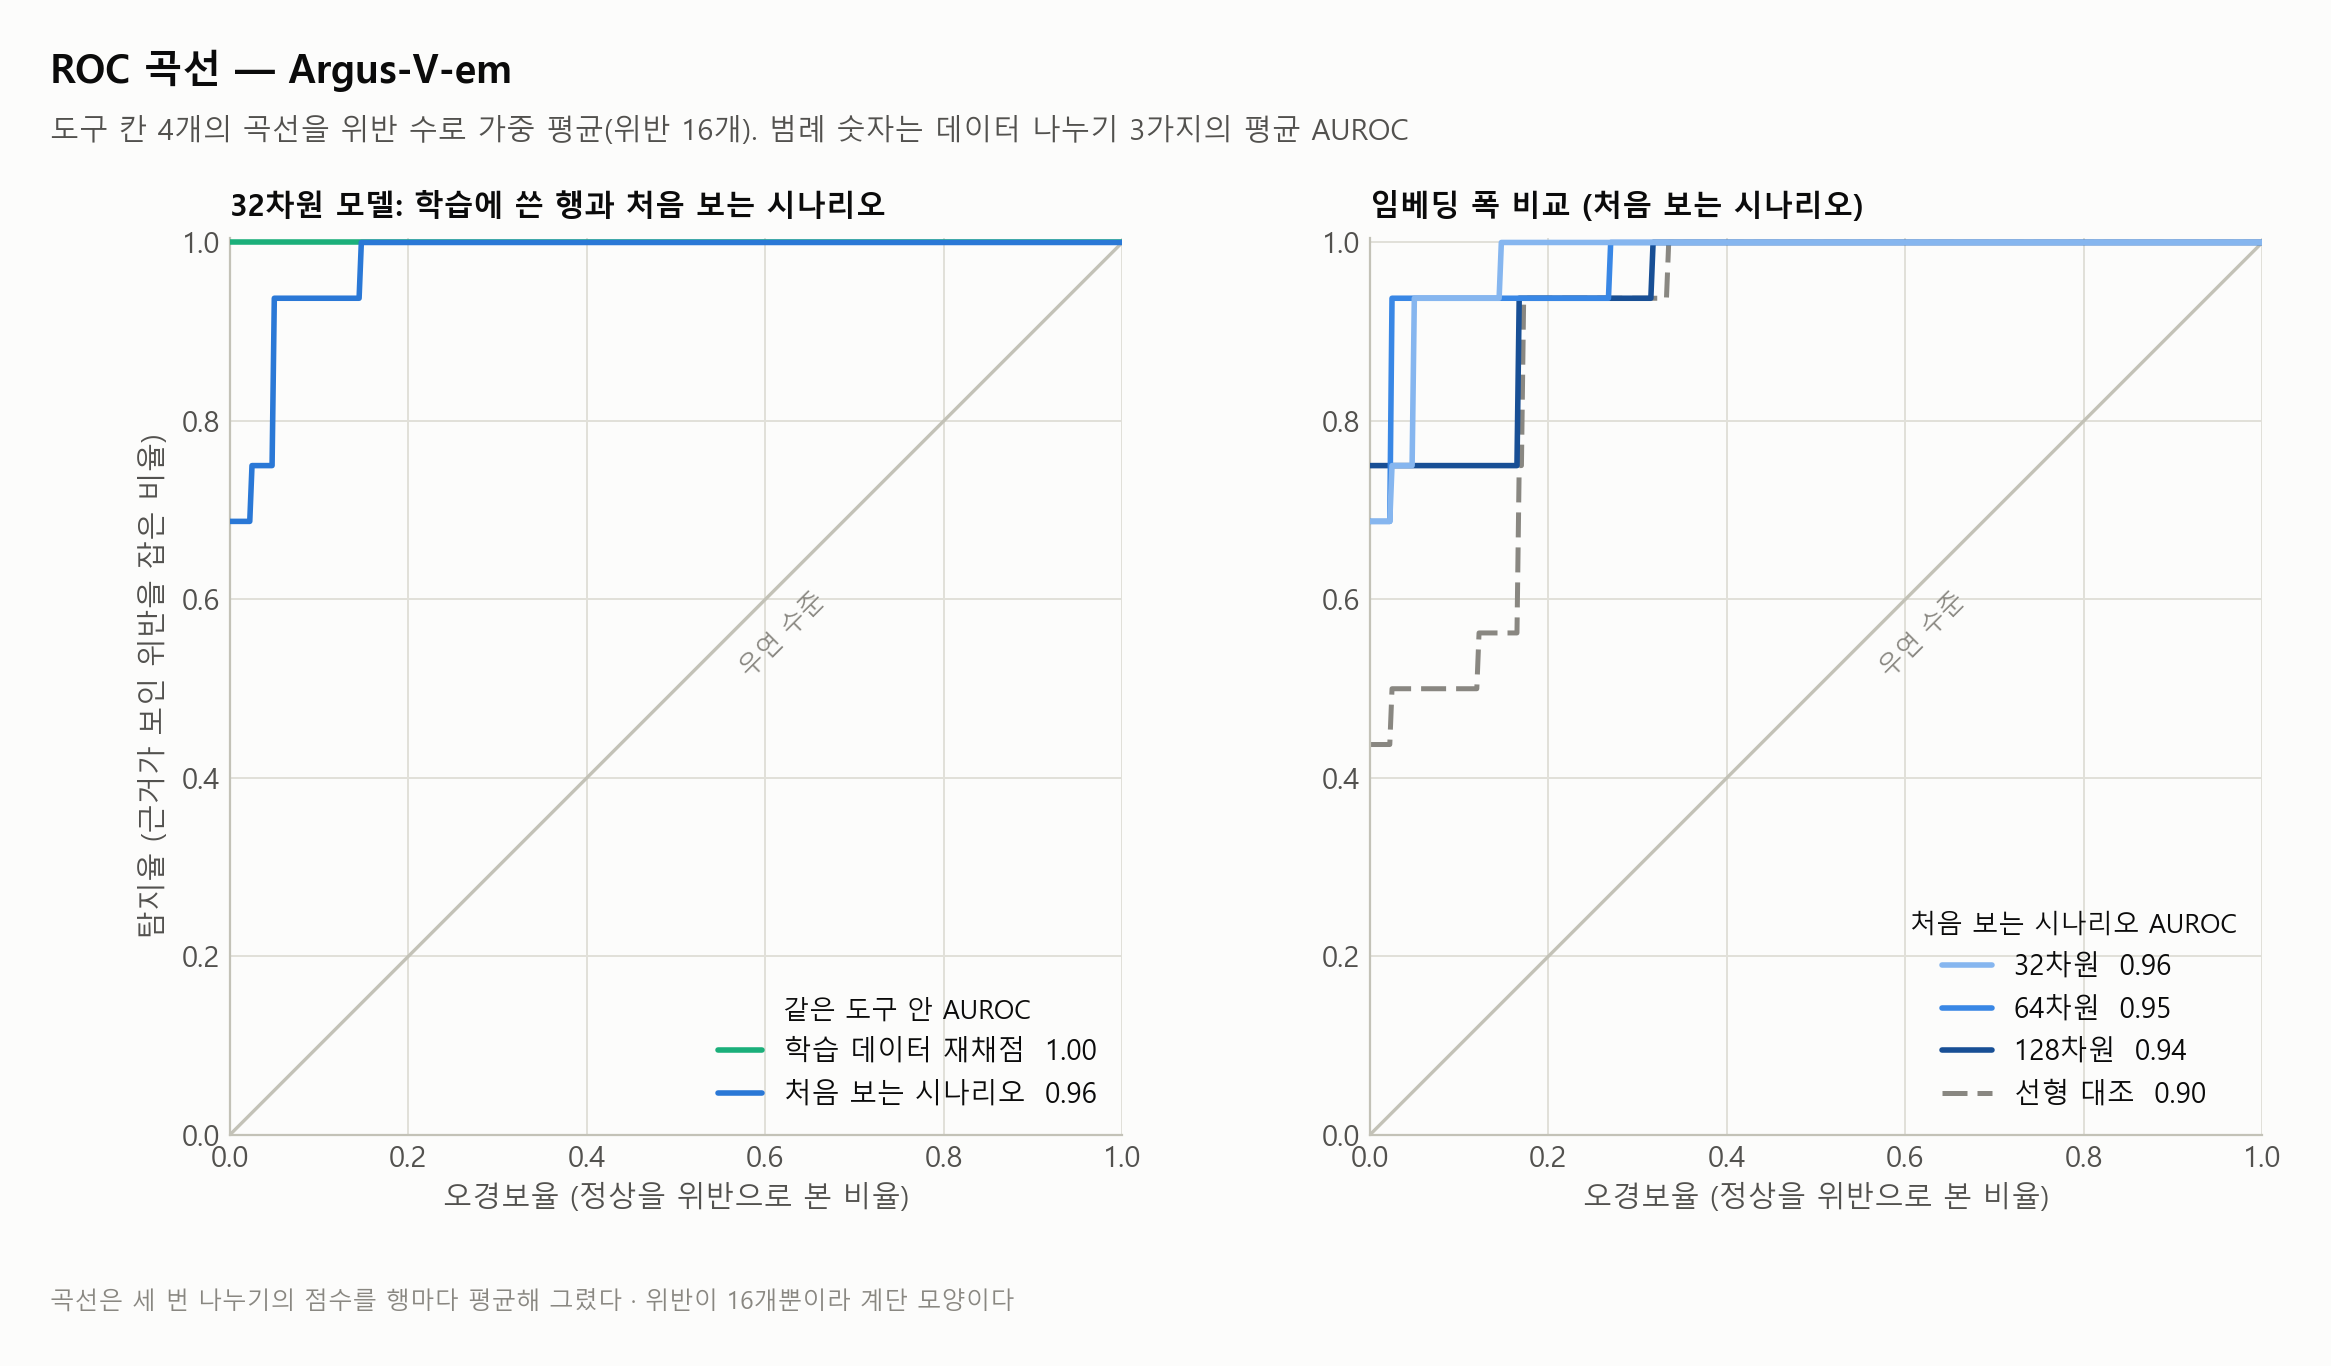 ROC 곡선 — Argus-V-em
도구 칸 4개의 곡선을 위반 수로 가중 평균(위반 16개). 범례 숫자는 데이터 나누기 3가지의 평균 AUROC
32차원 모델: 학습에 쓴 행과 처음 보는 시나리오
탐지율 (근거가 보인 위반을 잡은 비율)
1.0
0.8
0.6
0.4
0.2
0.0
우연 수준
같은 도구 안 AUROC
학습 데이터 재채점 1.00
처음 보는 시나리오 0.96
0.0 0.2 0.4 0.6 0.8 1.0
오경보율 (정상을 위반으로 본 비율)
임베딩 폭 비교 (처음 보는 시나리오)
1.0
0.8
0.6
0.4
0.2
0.0
우연 수준
처음 보는 시나리오 AUROC
32차원 0.96
64차원 0.95
128차원 0.94
선형 대조 0.90
0.0 0.2 0.4 0.6 0.8 1.0
오경보율 (정상을 위반으로 본 비율)
곡선은 세 번 나누기의 점수를 행마다 평균해 그렸다 · 위반이 16개뿐이라 계단 모양이다